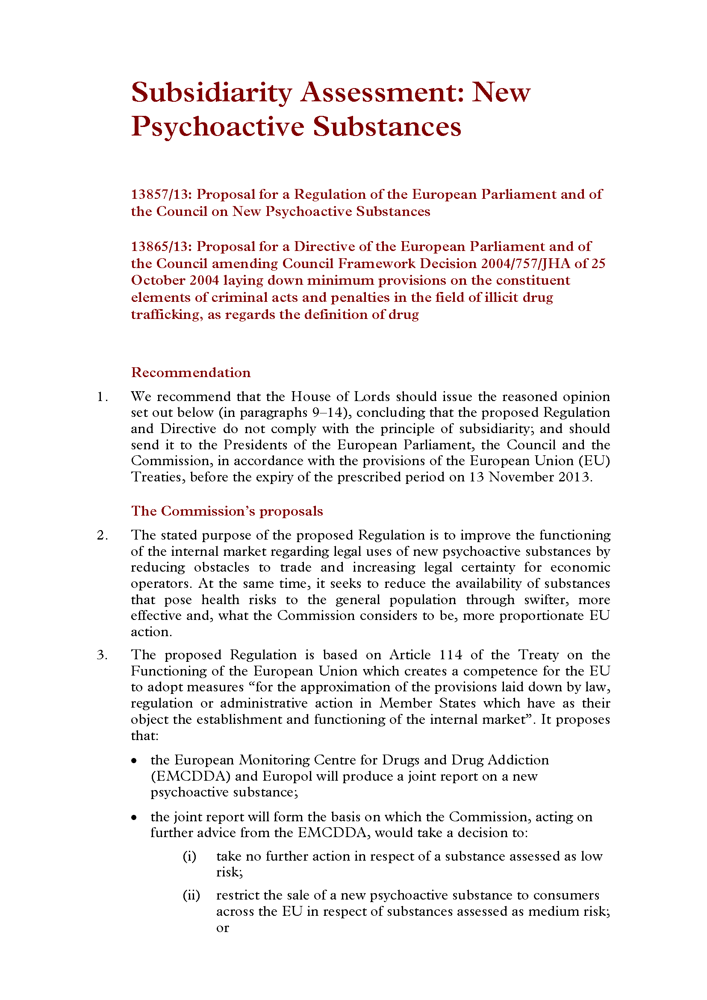 Subsidiarity Assessment: New
Psychoactive Substances
13857/13: Proposal for a Regulation of the European Parliament and of
the Council on New Psychoactive Substances
13865/13: Proposal for a Directive of the European Parliament and of
the Council amending Council Framework Decision 2004/757/JHA of 25
October 2004 laying down minimum provisions on the constituent
elements of criminal acts and penalties in the field of illicit drug
trafficking, as regards the definition of drug
Recommendation
1. We recommend that the House of Lords should issue the reasoned opinion
set out below (in paragraphs 9–14), concluding that the proposed Regulation
and Directive do not comply with the principle of subsidiarity; and should
send it to the Presidents of the European Parliament, the Council and the
Commission, in accordance with the provisions of the European Union (EU)
Treaties, before the expiry of the prescribed period on 13 November 2013.
The Commission’s proposals
2. The stated purpose of the proposed Regulation is to improve the functioning
of the internal market regarding legal uses of new psychoactive substances by
reducing obstacles to trade and increasing legal certainty for economic
operators. At the same time, it seeks to reduce the availability of substances
that pose health risks to the general population through swifter, more
effective and, what the Commission considers to be, more proportionate EU
action.
3. The proposed Regulation is based on Article 114 of the Treaty on the
Functioning of the European Union which creates a competence for the EU
to adopt measures “for the approximation of the provisions laid down by law,
regulation or administrative action in Member States which have as their
object the establishment and functioning of the internal market”. It proposes
that:
• the European Monitoring Centre for Drugs and Drug Addiction
(EMCDDA) and Europol will produce a joint report on a new
psychoactive substance;
• the joint report will form the basis on which the Commission, acting on
further advice from the EMCDDA, would take a decision to:
(i) take no further action in respect of a substance assessed as low
risk;
(ii) restrict the sale of a new psychoactive substance to consumers
across the EU in respect of substances assessed as medium risk;
or